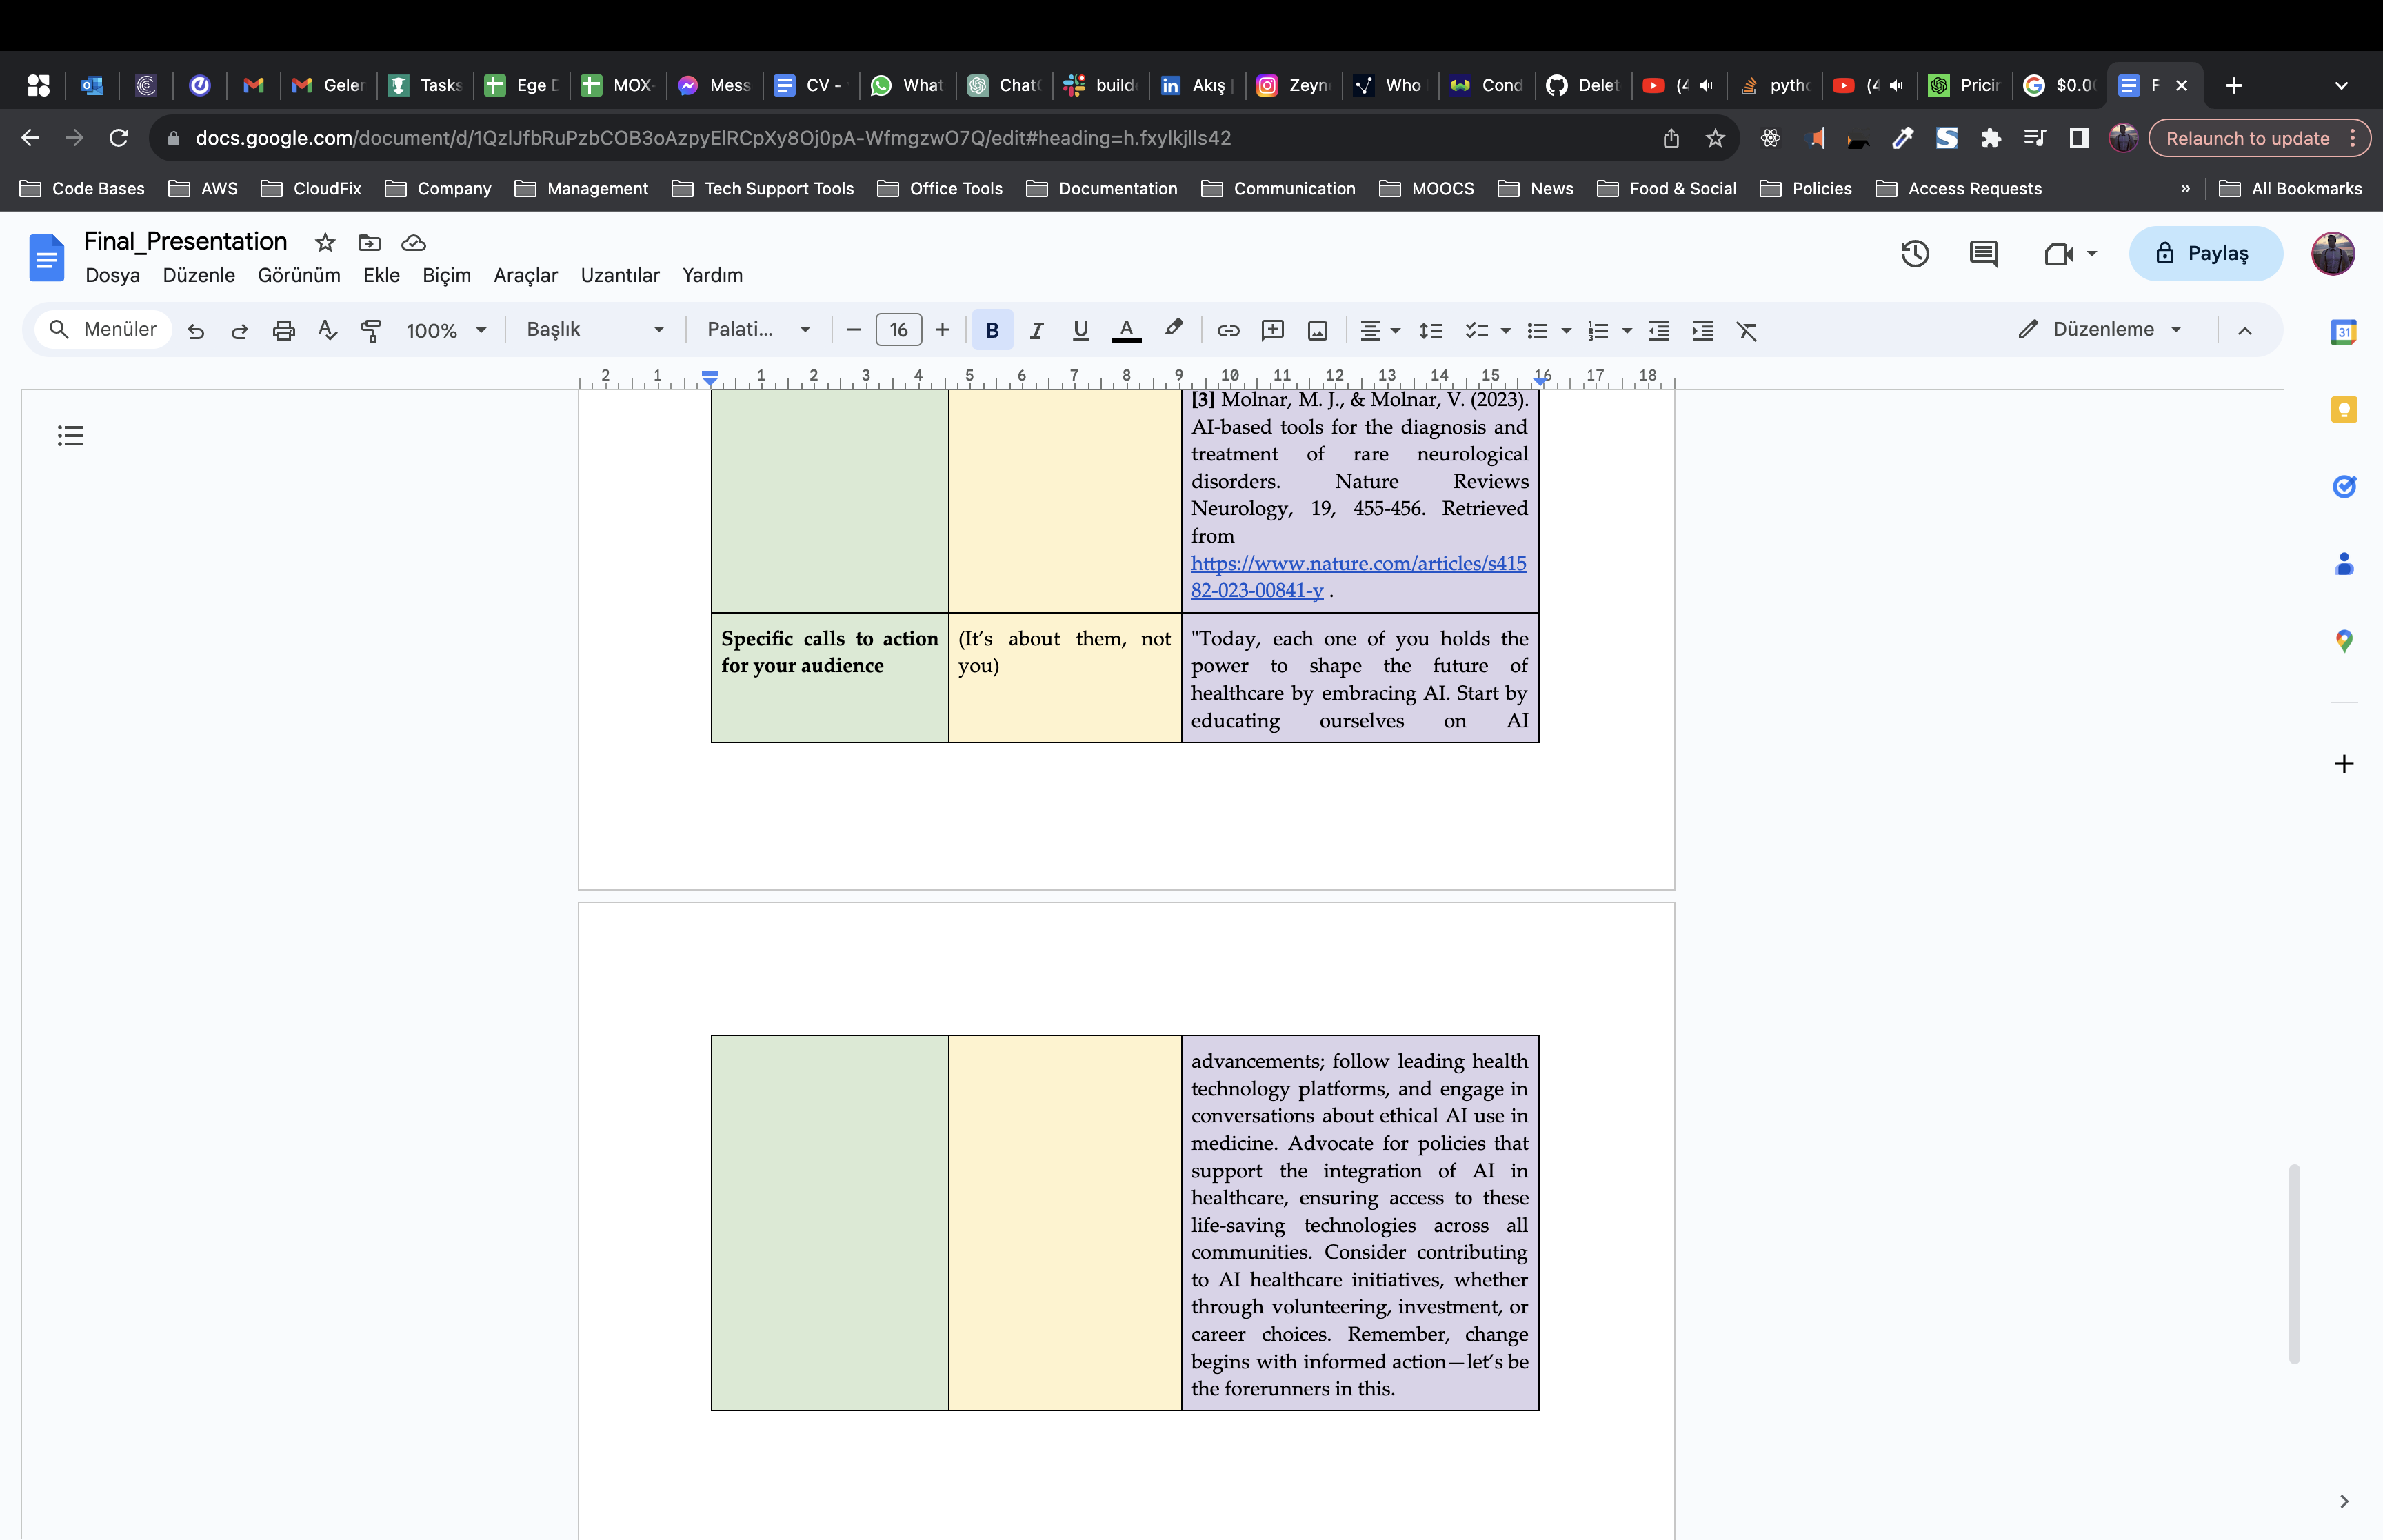 Geler
Tasks
Ege D
MOX-
Mess
CV -
What
Chat
build
Akış
Zeyn
Who
Cond
Delet
(4
pytho
(4
Pricin
$0.0
F
docs.google.com/document/d/1QzlJfbRuPzbCOB3oAzpyElRCpXy8Oj0pA-WfmgzwO7Q/edit#heading=h.fxylkjlls42
Relaunch to update
Code Bases
AWS
CloudFix
Company
Management
Tech Support Tools
Office Tools
Documentation
Communication
MOOCS
News
Food & Social
Policies
Access Requests
»
All Bookmarks
Final_Presentation
Dosya Düzenle Görünüm Ekle Biçim Araçlar Uzantılar Yardım
Paylaş
Menüler
100%
Başlık
Palati...
16
B I U A
Düzenleme
31
2 1 1 2 3 4 5 6 7 8 9 10 11 12 13 14 15 16 17 18
[3] Molnar, M. J., & Molnar, V. (2023).
AI-based tools for the diagnosis and
treatment of rare neurological
disorders. Nature Reviews
Neurology, 19, 455-456. Retrieved
from
https://www.nature.com/articles/s415
82-023-00841-y .
Specific calls to action
for your audience
(It’s about them, not
you)
"Today, each one of you holds the
power to shape the future of
healthcare by embracing AI. Start by
educating ourselves on AI
advancements; follow leading health
technology platforms, and engage in
conversations about ethical AI use in
medicine. Advocate for policies that
support the integration of AI in
healthcare, ensuring access to these
life-saving technologies across all
communities. Consider contributing
to AI healthcare initiatives, whether
through volunteering, investment, or
career choices. Remember, change
begins with informed action—let’s be
the forerunners in this.